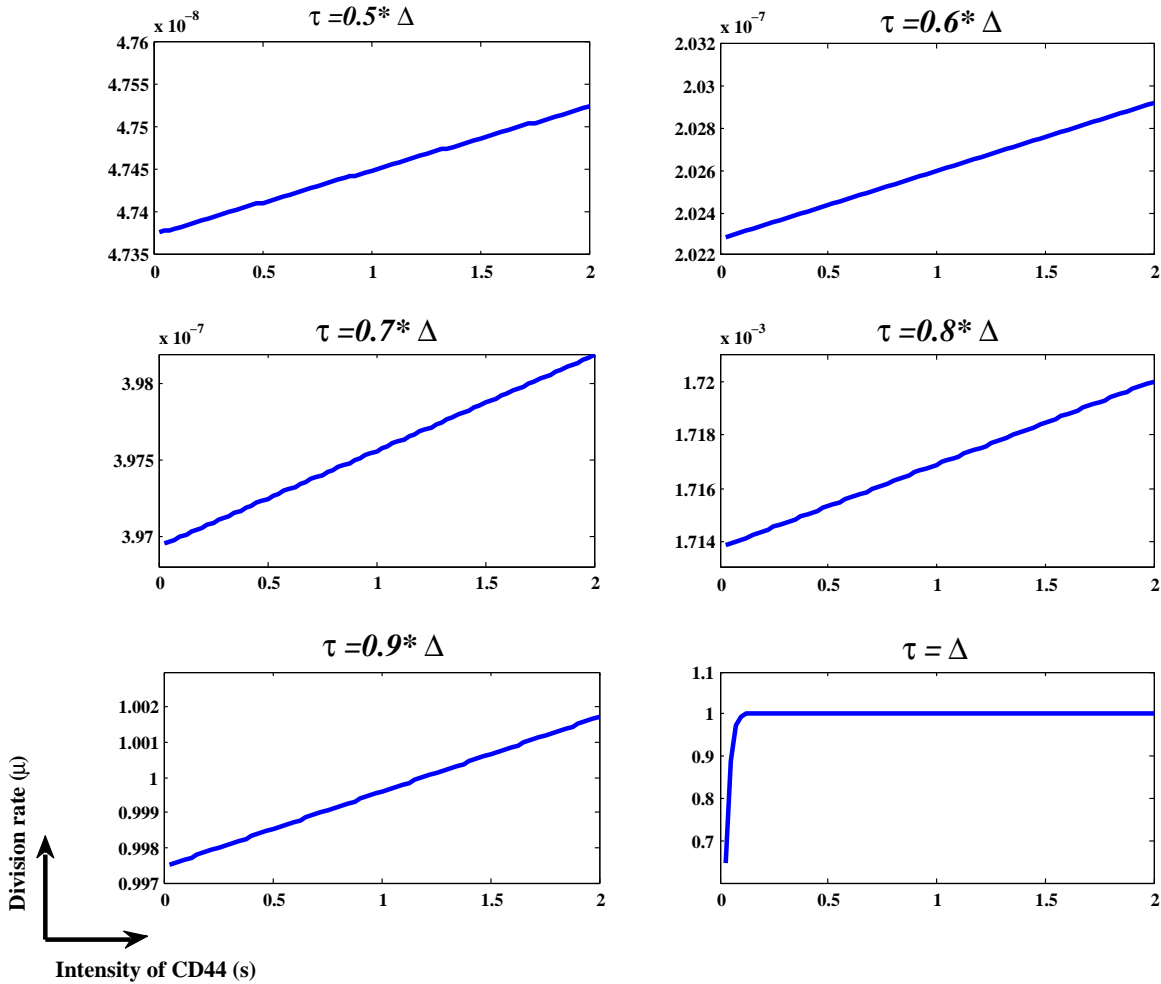 τ =0.5* Δ
x 10⁻⁸
4.76
4.755
4.75
4.745
4.74
4.735
0 0.5 1 1.5 2
τ =0.6* Δ
x 10⁻⁷
2.032
2.03
2.028
2.026
2.024
2.022
0 0.5 1 1.5 2
τ =0.7* Δ
x 10⁻⁷
3.98
3.975
3.97
0 0.5 1 1.5 2
τ =0.8* Δ
x 10⁻³
1.72
1.718
1.716
1.714
0 0.5 1 1.5 2
τ =0.9* Δ
1.002
1.001
1
0.999
0.998
0.997
0 0.5 1 1.5 2
τ = Δ
1.1
1
0.9
0.8
0.7
0 0.5 1 1.5 2
Division rate (μ)
Intensity of CD44 (s)